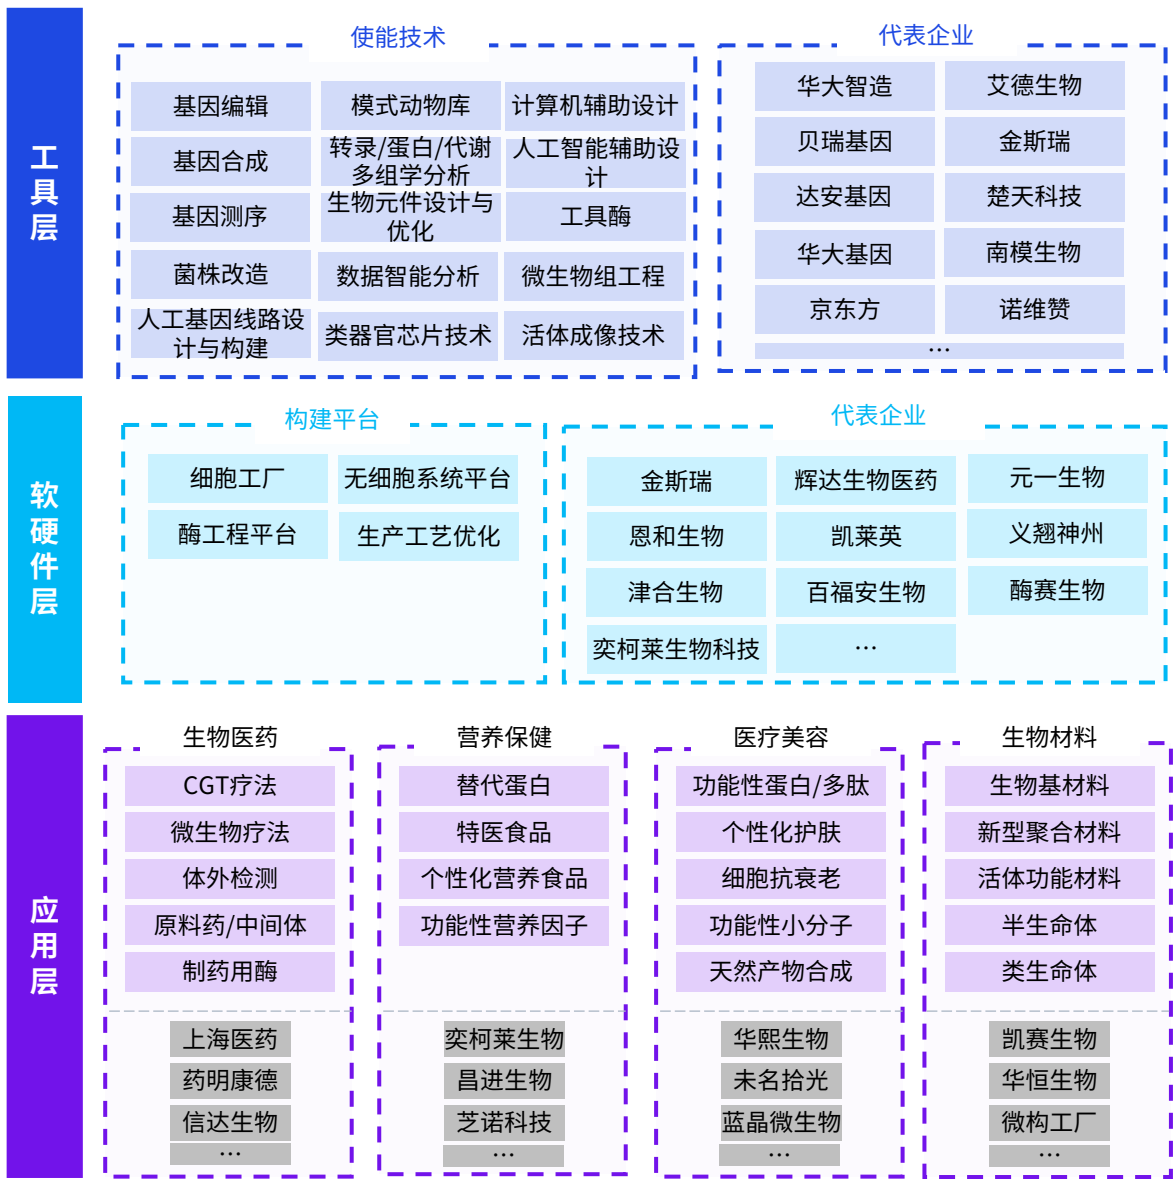 工具层
使能技术
基因编辑
模式动物库
计算机辅助设计
基因合成
转录/蛋白/代谢
多组学分析
人工智能辅助设
计
基因测序
生物元件设计与
优化
工具酶
菌株改造
数据智能分析
微生物组工程
人工基因线路设
计与构建
类器官芯片技术
活体成像技术
代表企业
华大智造
艾德生物
贝瑞基因
金斯瑞
达安基因
楚天科技
华大基因
南模生物
京东方
诺维赞
…
软硬件层
构建平台
细胞工厂
无细胞系统平台
酶工程平台
生产工艺优化
代表企业
金斯瑞
辉达生物医药
元一生物
恩和生物
凯莱英
义翘神州
津合生物
百福安生物
酶赛生物
奕柯莱生物科技
…
应用层
生物医药
CGT疗法
微生物疗法
体外检测
原料药/中间体
制药用酶
上海医药
药明康德
信达生物
…
营养保健
替代蛋白
特医食品
个性化营养食品
功能性营养因子
奕柯莱生物
昌进生物
芝诺科技
…
医疗美容
功能性蛋白/多肽
个性化护肤
细胞抗衰老
功能性小分子
天然产物合成
华熙生物
未名拾光
蓝晶微生物
…
生物材料
生物基材料
新型聚合材料
活体功能材料
半生命体
类生命体
凯赛生物
华恒生物
微构工厂
…